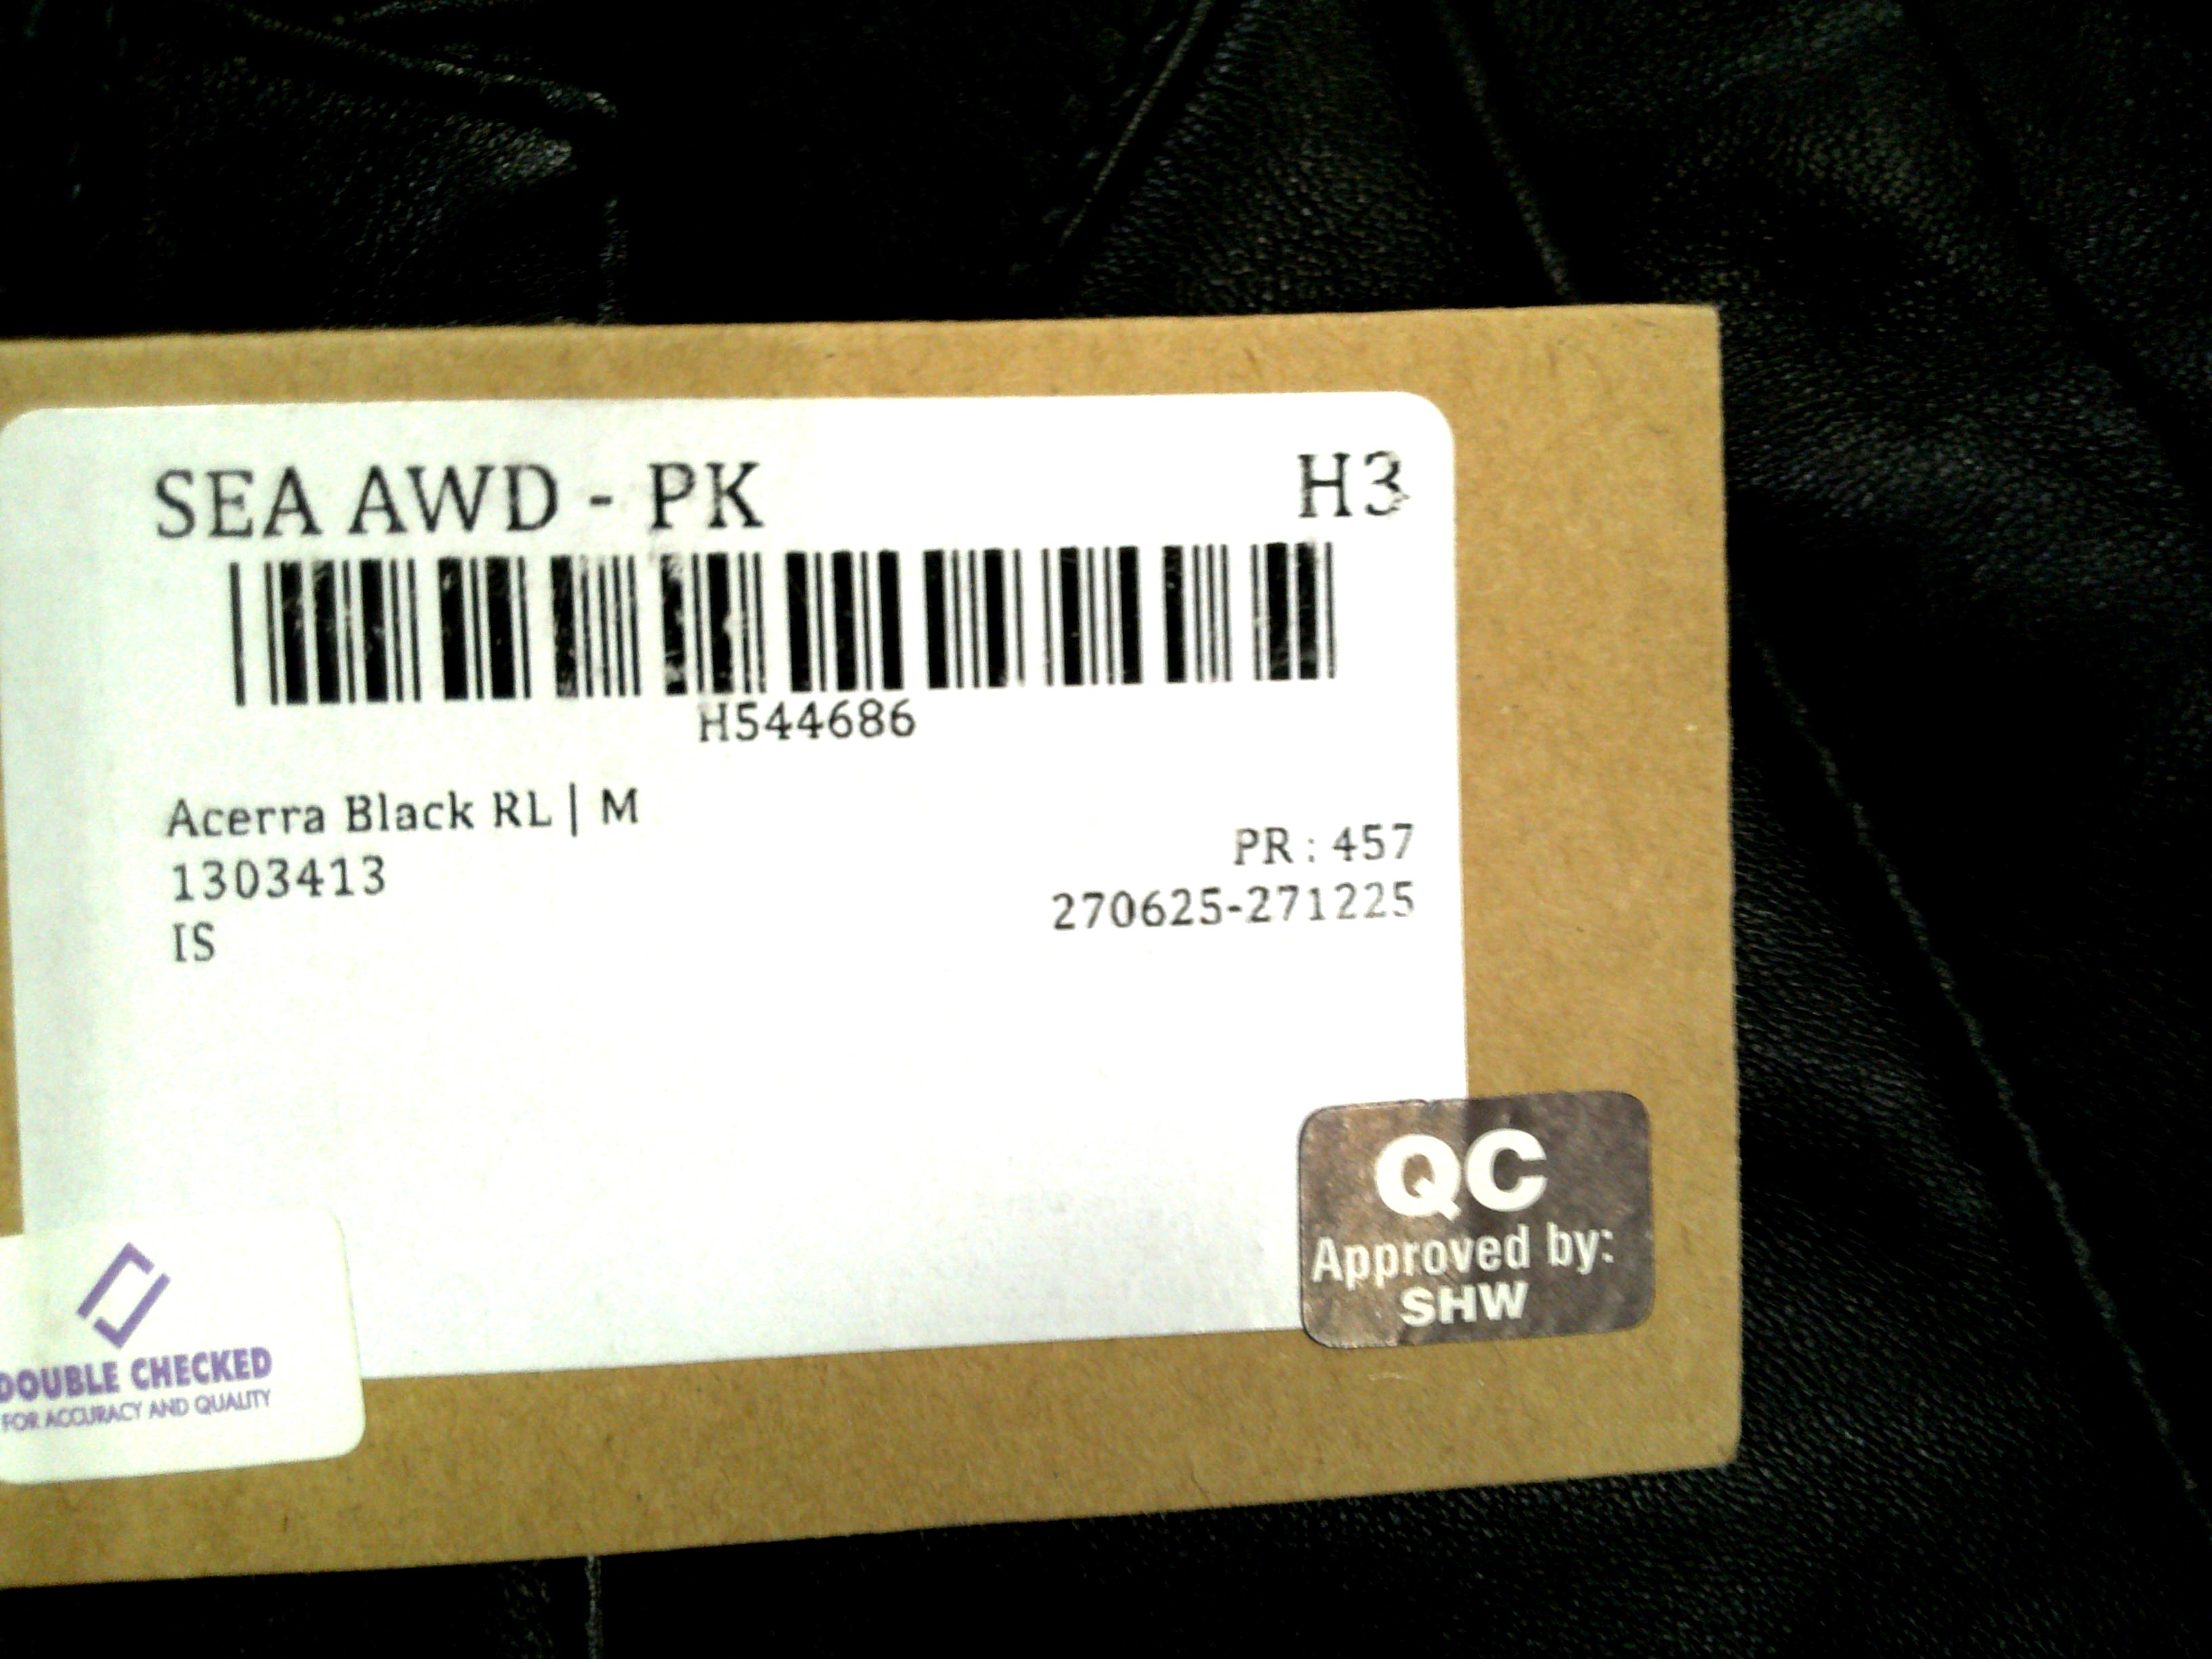 SEA AWD - PK H3
H544686
Acerra Black RL | M
1303413
PR : 457
IS
270625-271225
QC
Approved by:
SHW
DOUBLE CHECKED
FOR ACCURACY AND QUALITY